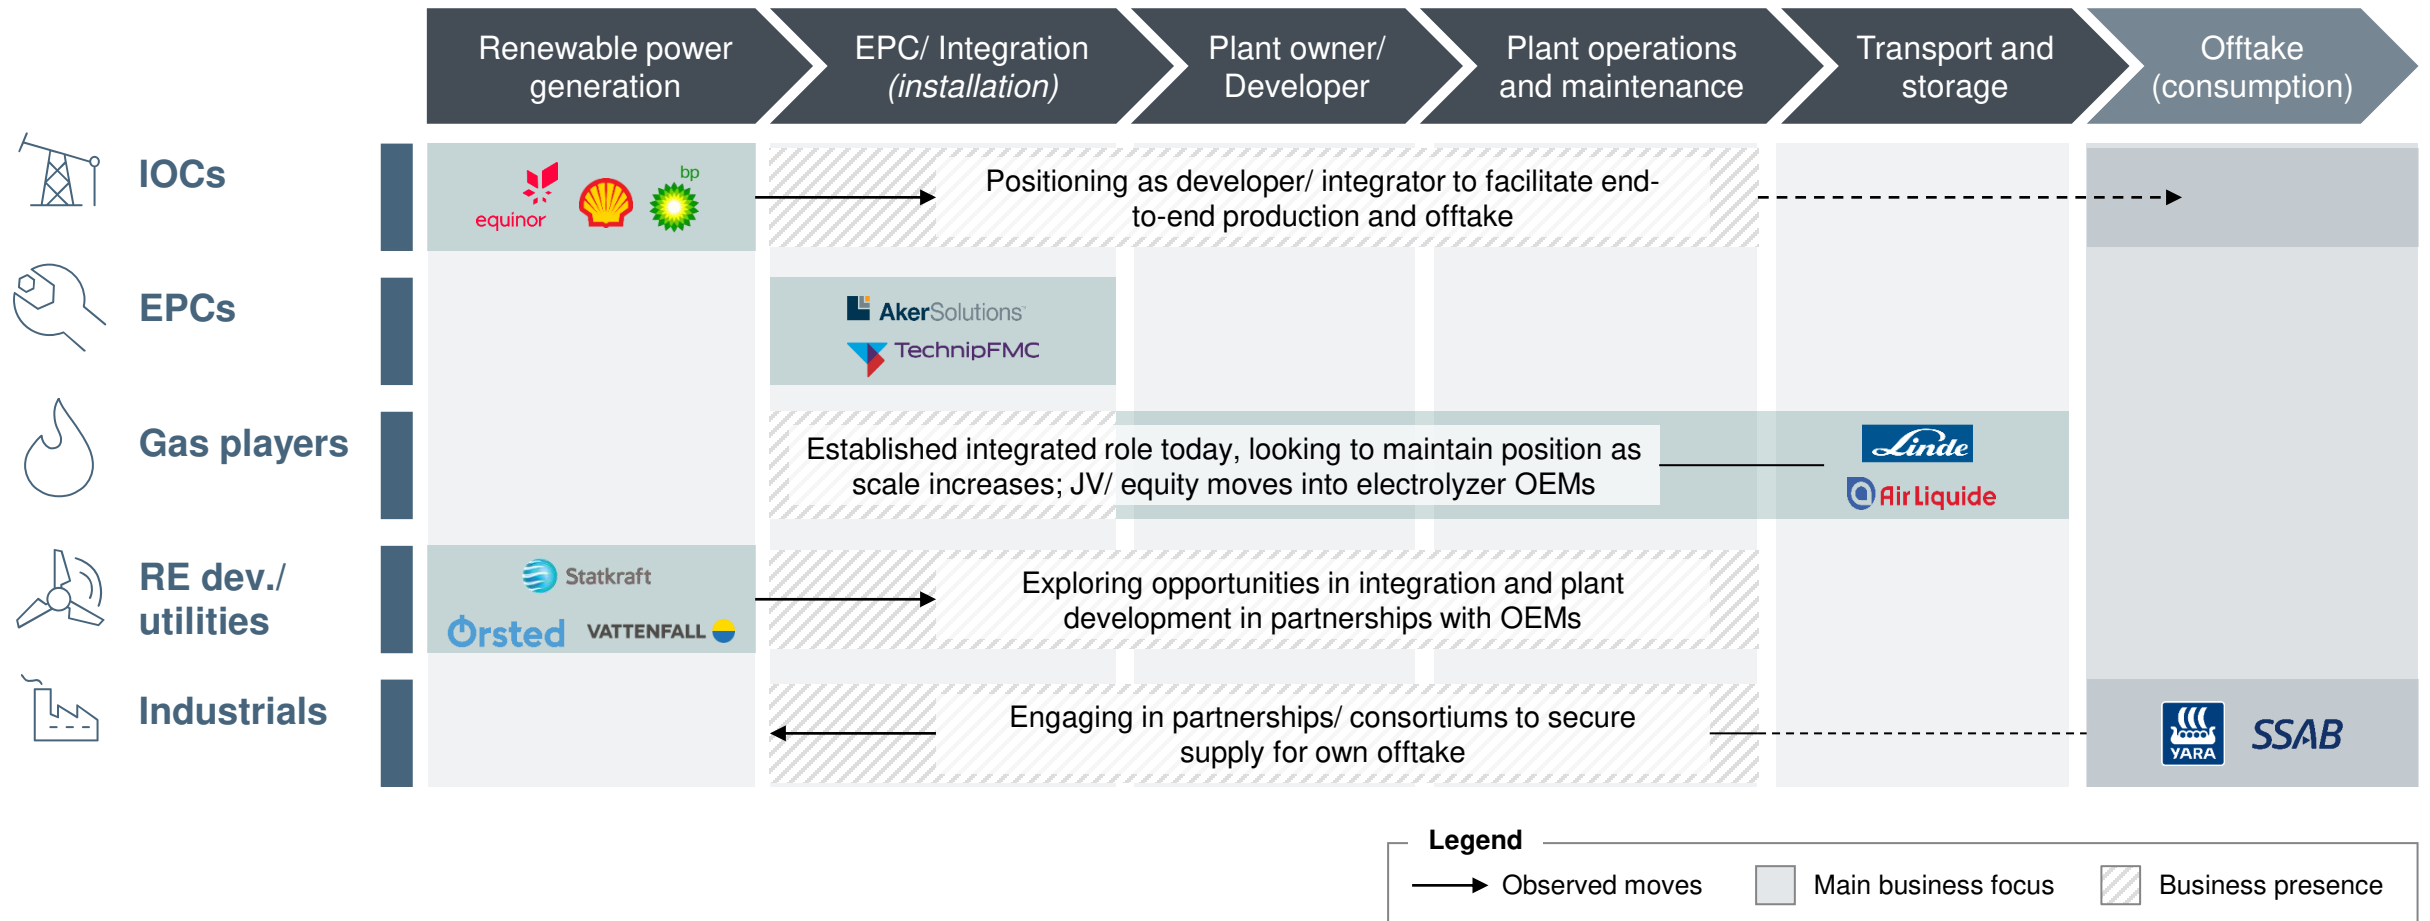 Renewable power
generation
EPC/ Integration
(installation)
Plant owner/
Developer
Plant operations
and maintenance
Transport and
storage
Offtake
(consumption)
IOCs
equinor
bp
Positioning as developer/ integrator to facilitate end-
to-end production and offtake
EPCs
AkerSolutions
TechnipFMC
Gas players
Established integrated role today, looking to maintain position as
scale increases; JV/ equity moves into electrolyzer OEMs
Linde
Air Liquide
RE dev./
utilities
Statkraft
Ørsted
VATTENFALL
Exploring opportunities in integration and plant
development in partnerships with OEMs
Industrials
Engaging in partnerships/ consortiums to secure
supply for own offtake
YARA
SSAB
Legend
Observed moves
Main business focus
Business presence